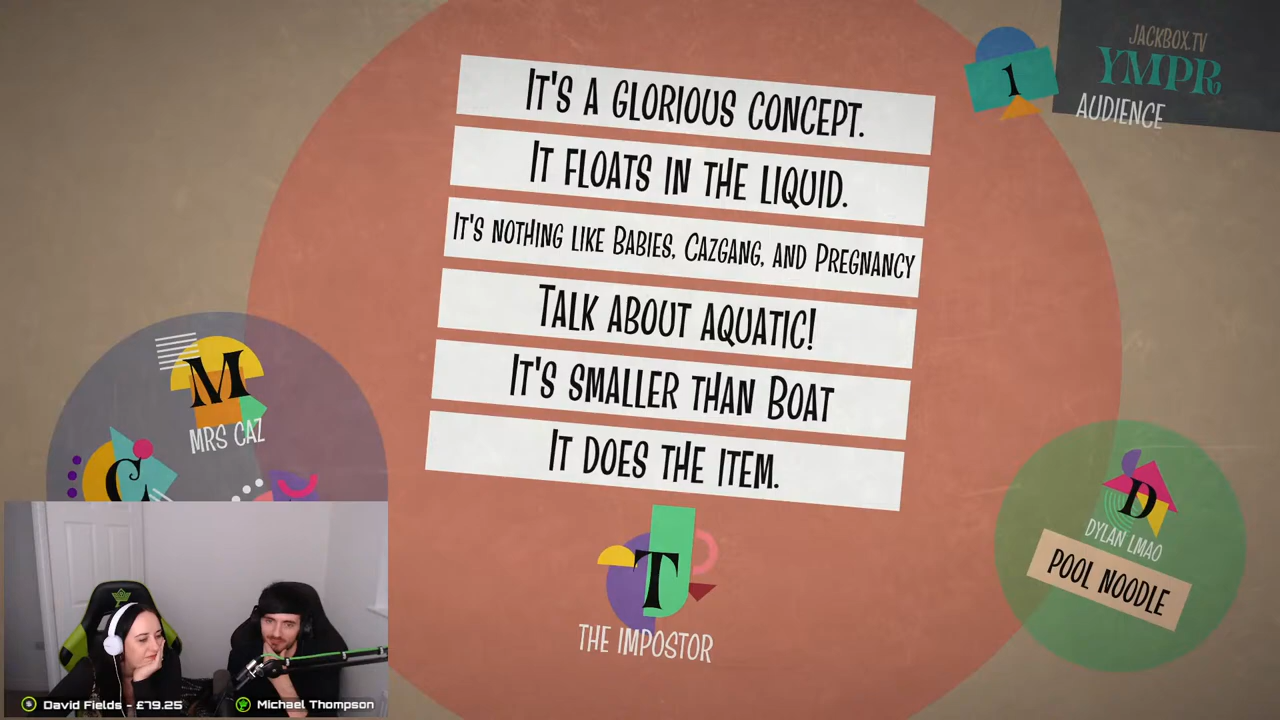 JACKBOX.TV
YMPR
1
AUDIENCE
IT'S A GLORIOUS CONCEPT.
IT FLOATS IN THE LIQUID.
IT'S NOTHING LIKE BABIES, CAZGANG, AND PREGNANCY
TALK ABOUT AQUATIC!
IT'S SMALLER THAN BOAT
IT DOES THE ITEM.
M
MRS CAZ
C
T
THE IMPOSTOR
D
DYLAN LMAO
POOL NOODLE
David Fields - £79.25
Michael Thompson